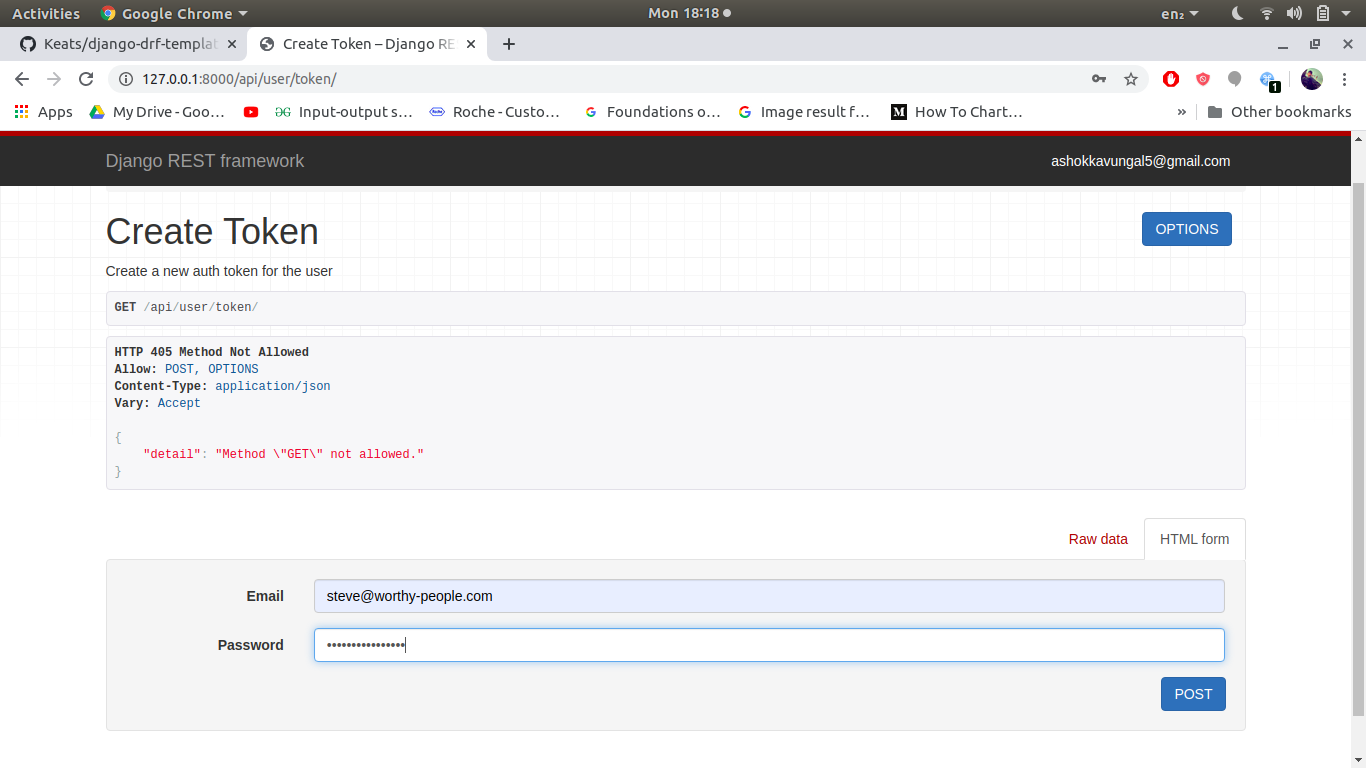 Activities Google Chrome Mon 18:18 en₂
Keats/django-drf-templat Create Token – Django RE
127.0.0.1:8000/api/user/token/ 1
Apps My Drive - Goo… Input-output s… Roche - Custo… Foundations o… Image result f… How To Chart… » Other bookmarks
Django REST framework ashokkavungal5@gmail.com
Create Token OPTIONS
Create a new auth token for the user
GET /api/user/token/
HTTP 405 Method Not Allowed
Allow: POST, OPTIONS
Content-Type: application/json
Vary: Accept
{
"detail": "Method \"GET\" not allowed."
}
Raw data HTML form
Email steve@worthy-people.com
Password ••••••••••••••••
POST